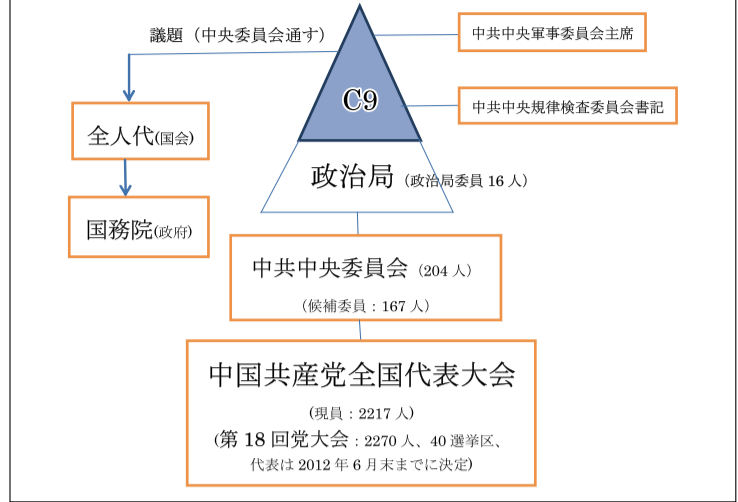 議題（中央委員会通す）
中共中央軍事委員会主席
C9
中共中央規律検査委員会書記
全人代(国会)
政治局（政治局委員 16 人）
国務院(政府)
中共中央委員会（204 人）
（候補委員：167 人）
中国共産党全国代表大会
(現員：2217 人)
(第 18 回党大会：2270 人、40 選挙区、
代表は 2012 年 6 月末までに決定)